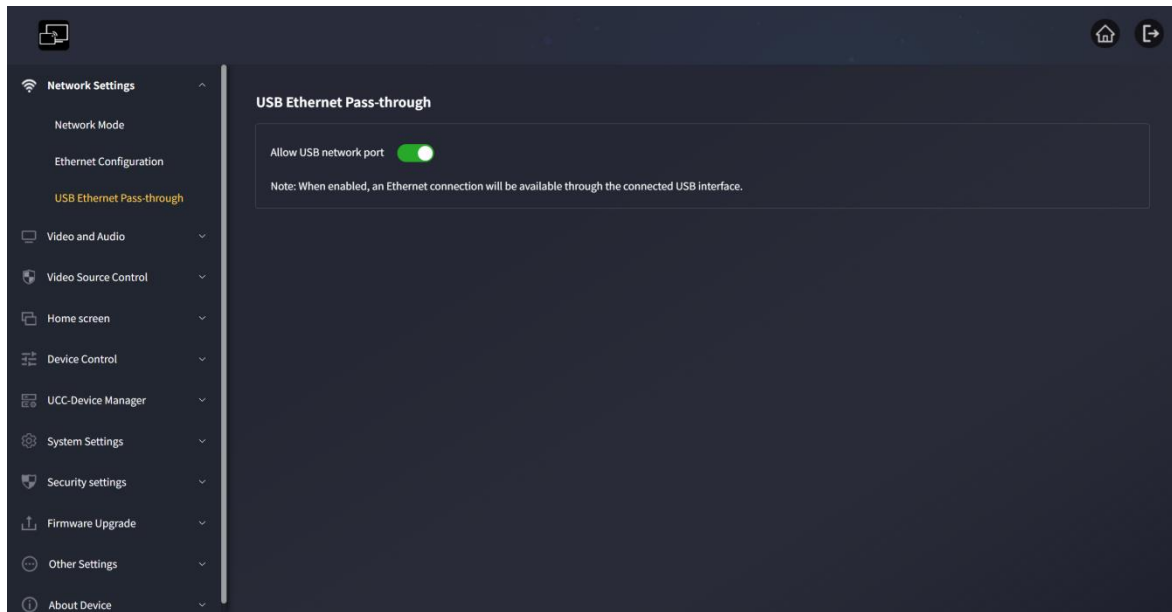 Network Settings
Network Mode
Ethernet Configuration
USB Ethernet Pass-through
Video and Audio
Video Source Control
Home screen
Device Control
UCC-Device Manager
System Settings
Security settings
Firmware Upgrade
Other Settings
About Device
USB Ethernet Pass-through
Allow USB network port
Note: When enabled, an Ethernet connection will be available through the connected USB interface.